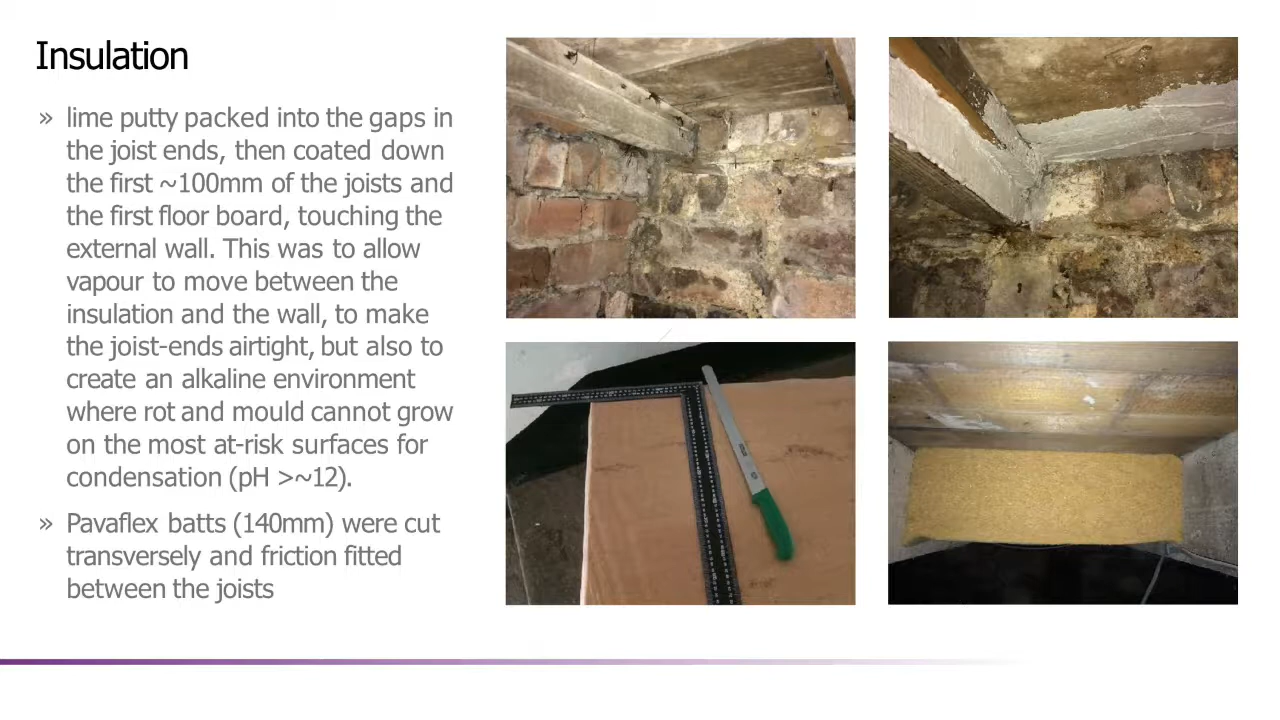 Insulation
» lime putty packed into the gaps in
the joist ends, then coated down
the first ~100mm of the joists and
the first floor board, touching the
external wall. This was to allow
vapour to move between the
insulation and the wall, to make
the joist-ends airtight, but also to
create an alkaline environment
where rot and mould cannot grow
on the most at-risk surfaces for
condensation (pH >~12).
» Pavaflex batts (140mm) were cut
transversely and friction fitted
between the joists